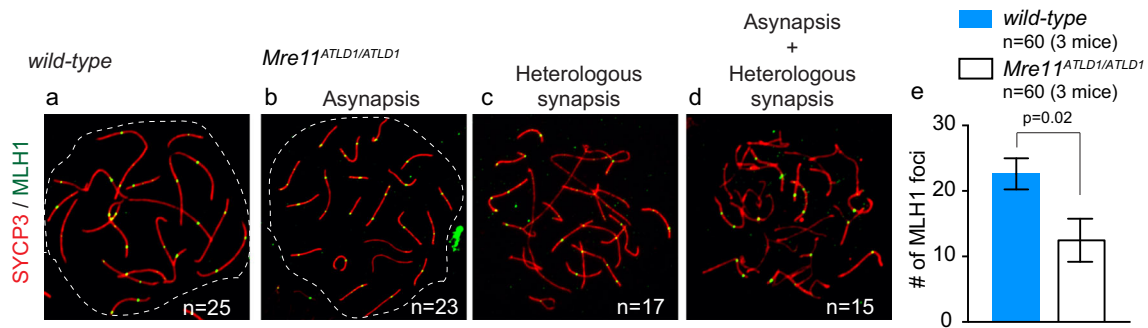 wild-type
Mre11ATLD1/ATLD1
Asynapsis
+
Heterologous
synapsis
Heterologous
synapsis
Asynapsis
a
b
c
d
e
wild-type
n=60 (3 mice)
Mre11ATLD1/ATLD1
n=60 (3 mice)
SYCP3 / MLH1
n=25
n=23
n=17
n=15
p=0.02
# of MLH1 foci
30
20
10
0